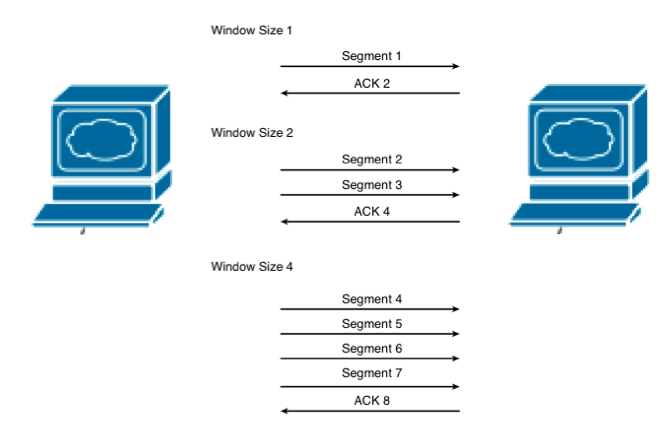 Window Size 1
Segment 1
ACK 2
Window Size 2
Segment 2
Segment 3
ACK 4
Window Size 4
Segment 4
Segment 5
Segment 6
Segment 7
ACK 8